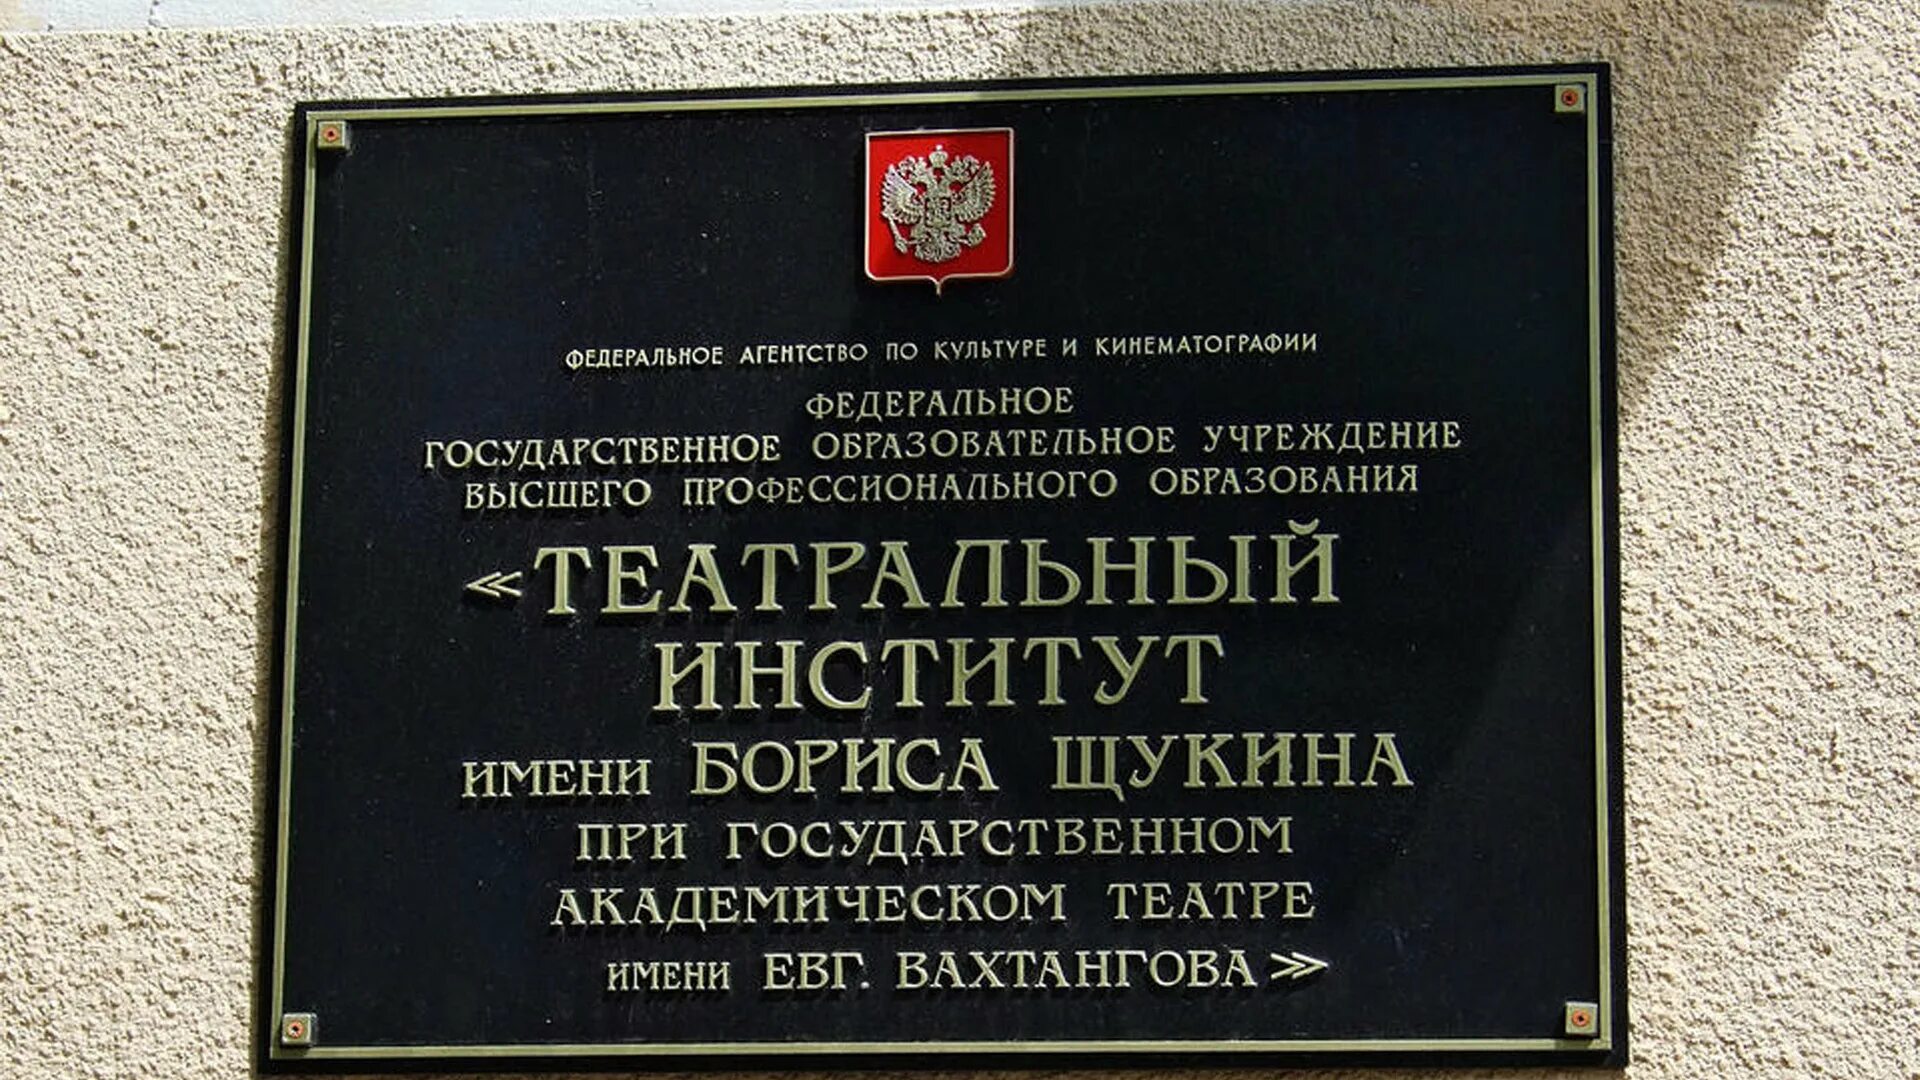 ФЕДЕРАЛЬНОЕ АГЕНТСТВО ПО КУЛЬТУРЕ И КИНЕМАТОГРАФИИ
ФЕДЕРАЛЬНОЕ
ГОСУДАРСТВЕННОЕ ОБРАЗОВАТЕЛЬНОЕ УЧРЕЖДЕНИЕ
ВЫСШЕГО ПРОФЕССИОНАЛЬНОГО ОБРАЗОВАНИЯ
«ТЕАТРАЛЬНЫЙ
ИНСТИТУТ
ИМЕНИ БОРИСА ЩУКИНА
ПРИ ГОСУДАРСТВЕННОМ
АКАДЕМИЧЕСКОМ ТЕАТРЕ
ИМЕНИ ЕВГ. ВАХТАНГОВА»